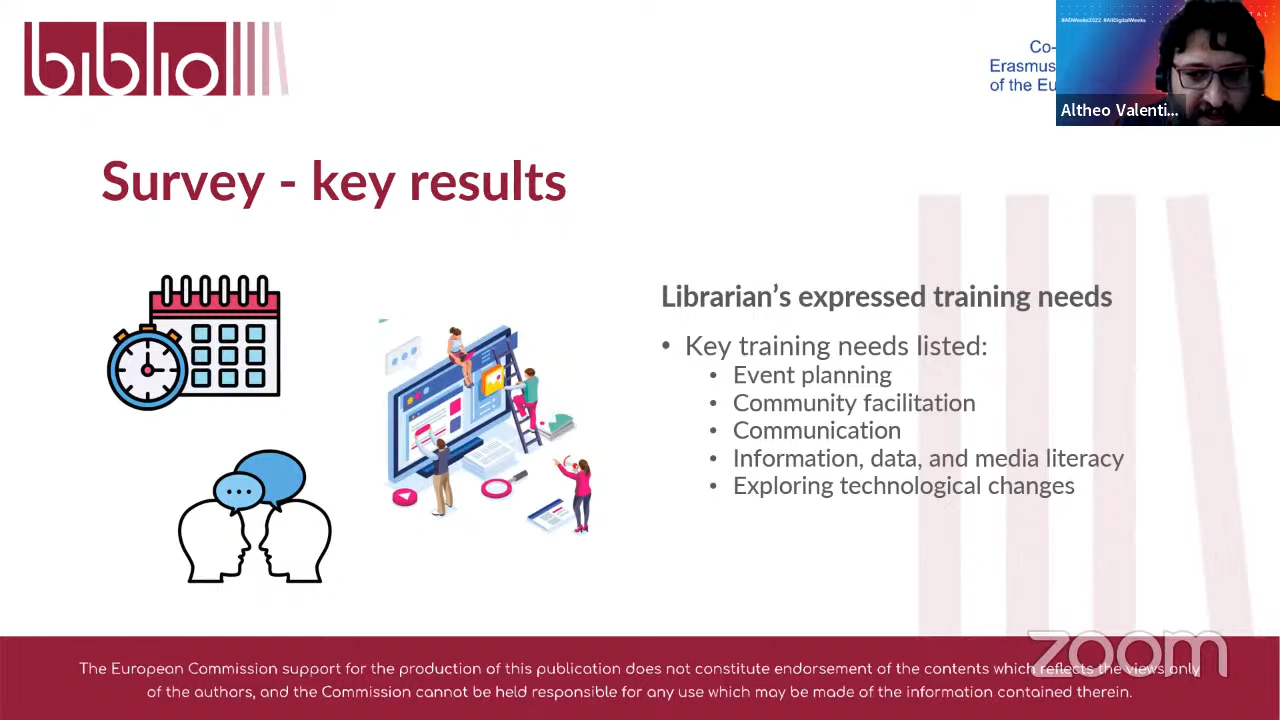 biblio
Co-
Erasmus
of the Eu
#ADWeeks2022 #AllDigitalWeeks
Altheo Valenti...
Survey - key results
Librarian’s expressed training needs
• Key training needs listed:
• Event planning
• Community facilitation
• Communication
• Information, data, and media literacy
• Exploring technological changes
zoom
The European Commission support for the production of this publication does not constitute endorsement of the contents which reflects the views only
of the authors, and the Commission cannot be held responsible for any use which may be made of the information contained therein.